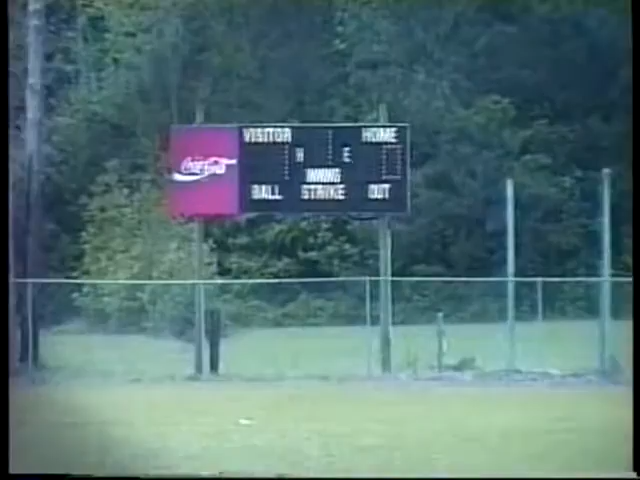 Coca-Cola
VISITOR HOME
H E
INNING
BALL STRIKE OUT